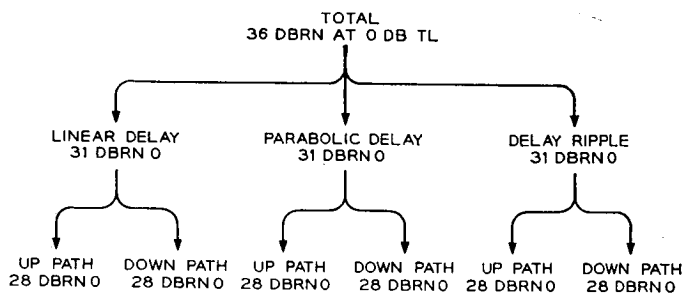 TOTAL
36 DBRN AT 0 DB TL
LINEAR DELAY
31 DBRN 0
PARABOLIC DELAY
31 DBRN 0
DELAY RIPPLE
31 DBRN 0
UP PATH
28 DBRN 0
DOWN PATH
28 DBRN 0
UP PATH
28 DBRN 0
DOWN PATH
28 DBRN 0
UP PATH
28 DBRN 0
DOWN PATH
28 DBRN 0